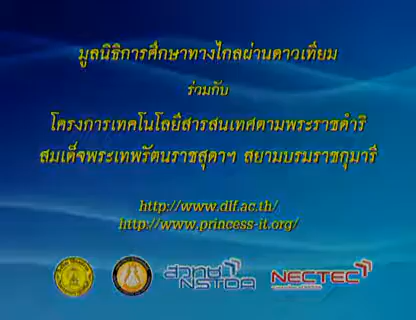 มูลนิธิการศึกษาทางไกลผ่านดาวเทียม
ร่วมกับ
โครงการเทคโนโลยีสารสนเทศตามพระราชดำริ
สมเด็จพระเทพรัตนราชสุดาฯ สยามบรมราชกุมารี
http://www.dlf.ac.th/
http://www.princess-it.org/
สวทช
NSTDA
NECTEC